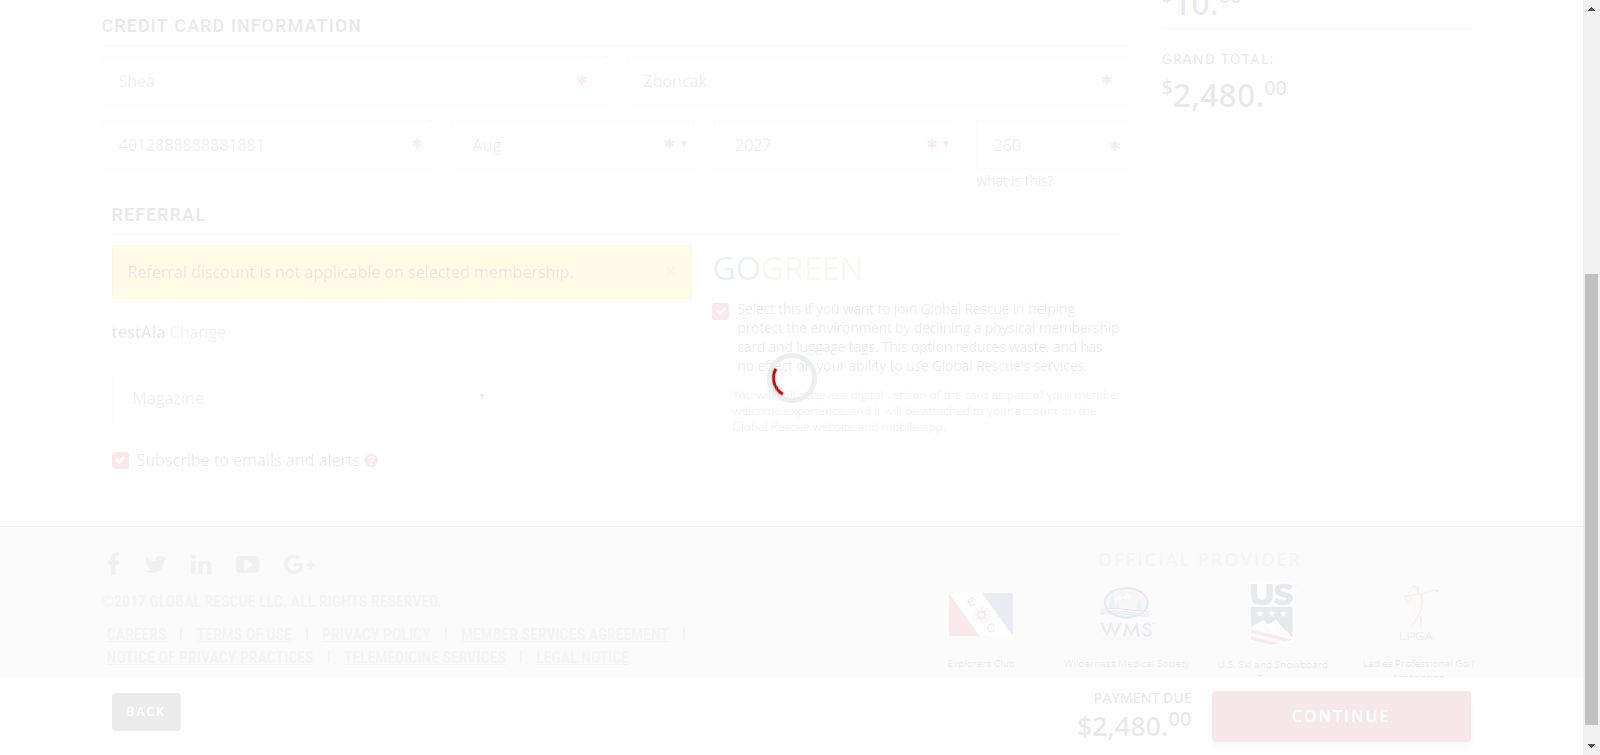 $10.00
CREDIT CARD INFORMATION
GRAND TOTAL:
$2,480.00
Shea *
Zboncak *
4012888888881881 *
Aug *
2027 *
260 *
what is this?
REFERRAL
Referral discount is not applicable on selected membership. ×
testAla Change
Magazine
Subscribe to emails and alerts ?
GOGREEN
Select this if you want to join Global Rescue in helping
protect the environment by declining a physical membership
card and luggage tags. This option reduces waste, and has
no effect on your ability to use Global Rescue's services.
You will receive a digital version of the card as part of your member
welcome experience, and it will be attached to your account on the
Global Rescue website and mobile app.
©2017 GLOBAL RESCUE LLC. ALL RIGHTS RESERVED.
CAREERS | TERMS OF USE | PRIVACY POLICY | MEMBER SERVICES AGREEMENT |
NOTICE OF PRIVACY PRACTICES | TELEMEDICINE SERVICES | LEGAL NOTICE
OFFICIAL PROVIDER
WMS
US
LPGA
Explorers Club
Wilderness Medical Society
U.S. Ski and Snowboard
Ladies Professional Golf
BACK
PAYMENT DUE
$2,480.00
CONTINUE